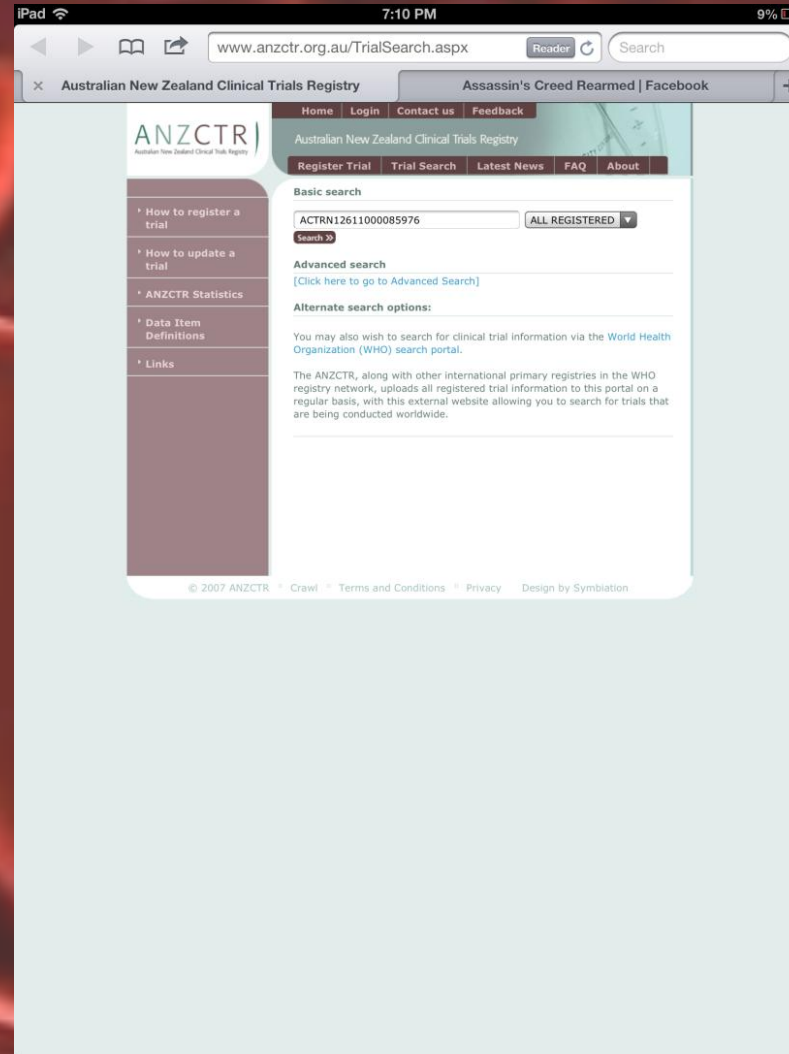 iPad 7:10 PM 9%
www.anzctr.org.au/TrialSearch.aspx Reader Search
× Australian New Zealand Clinical Trials Registry Assassin's Creed Rearmed | Facebook +
Home Login Contact us Feedback
ANZCTR
Australian New Zealand Clinical Trials Registry
Australian New Zealand Clinical Trials Registry
Register Trial Trial Search Latest News FAQ About
How to register a
trial
How to update a
trial
ANZCTR Statistics
Data Item
Definitions
Links
Basic search
ACTRN12611000085976 ALL REGISTERED
Search »
Advanced search
[Click here to go to Advanced Search]
Alternate search options:
You may also wish to search for clinical trial information via the World Health
Organization (WHO) search portal.
The ANZCTR, along with other international primary registries in the WHO
registry network, uploads all registered trial information to this portal on a
regular basis, with this external website allowing you to search for trials that
are being conducted worldwide.
© 2007 ANZCTR Crawl Terms and Conditions Privacy Design by Symbiation